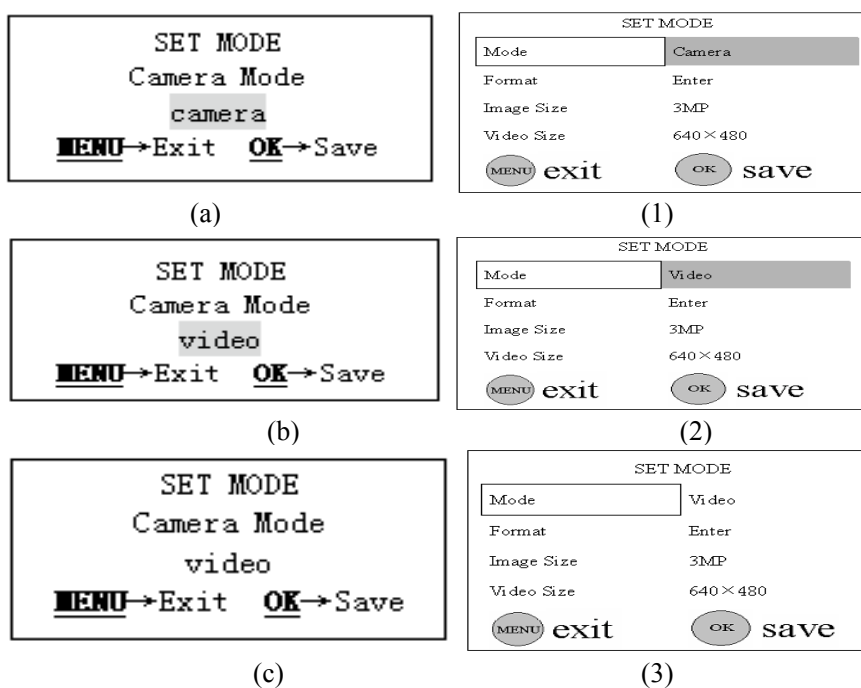 SET MODE
Camera Mode
camera
MENU→Exit OK→Save
(a)
SET MODE
Mode Camera
Format Enter
Image Size 3MP
Video Size 640×480
MENU exit OK save
(1)
SET MODE
Camera Mode
video
MENU→Exit OK→Save
(b)
SET MODE
Mode Video
Format Enter
Image Size 3MP
Video Size 640×480
MENU exit OK save
(2)
SET MODE
Camera Mode
video
MENU→Exit OK→Save
(c)
SET MODE
Mode Video
Format Enter
Image Size 3MP
Video Size 640×480
MENU exit OK save
(3)